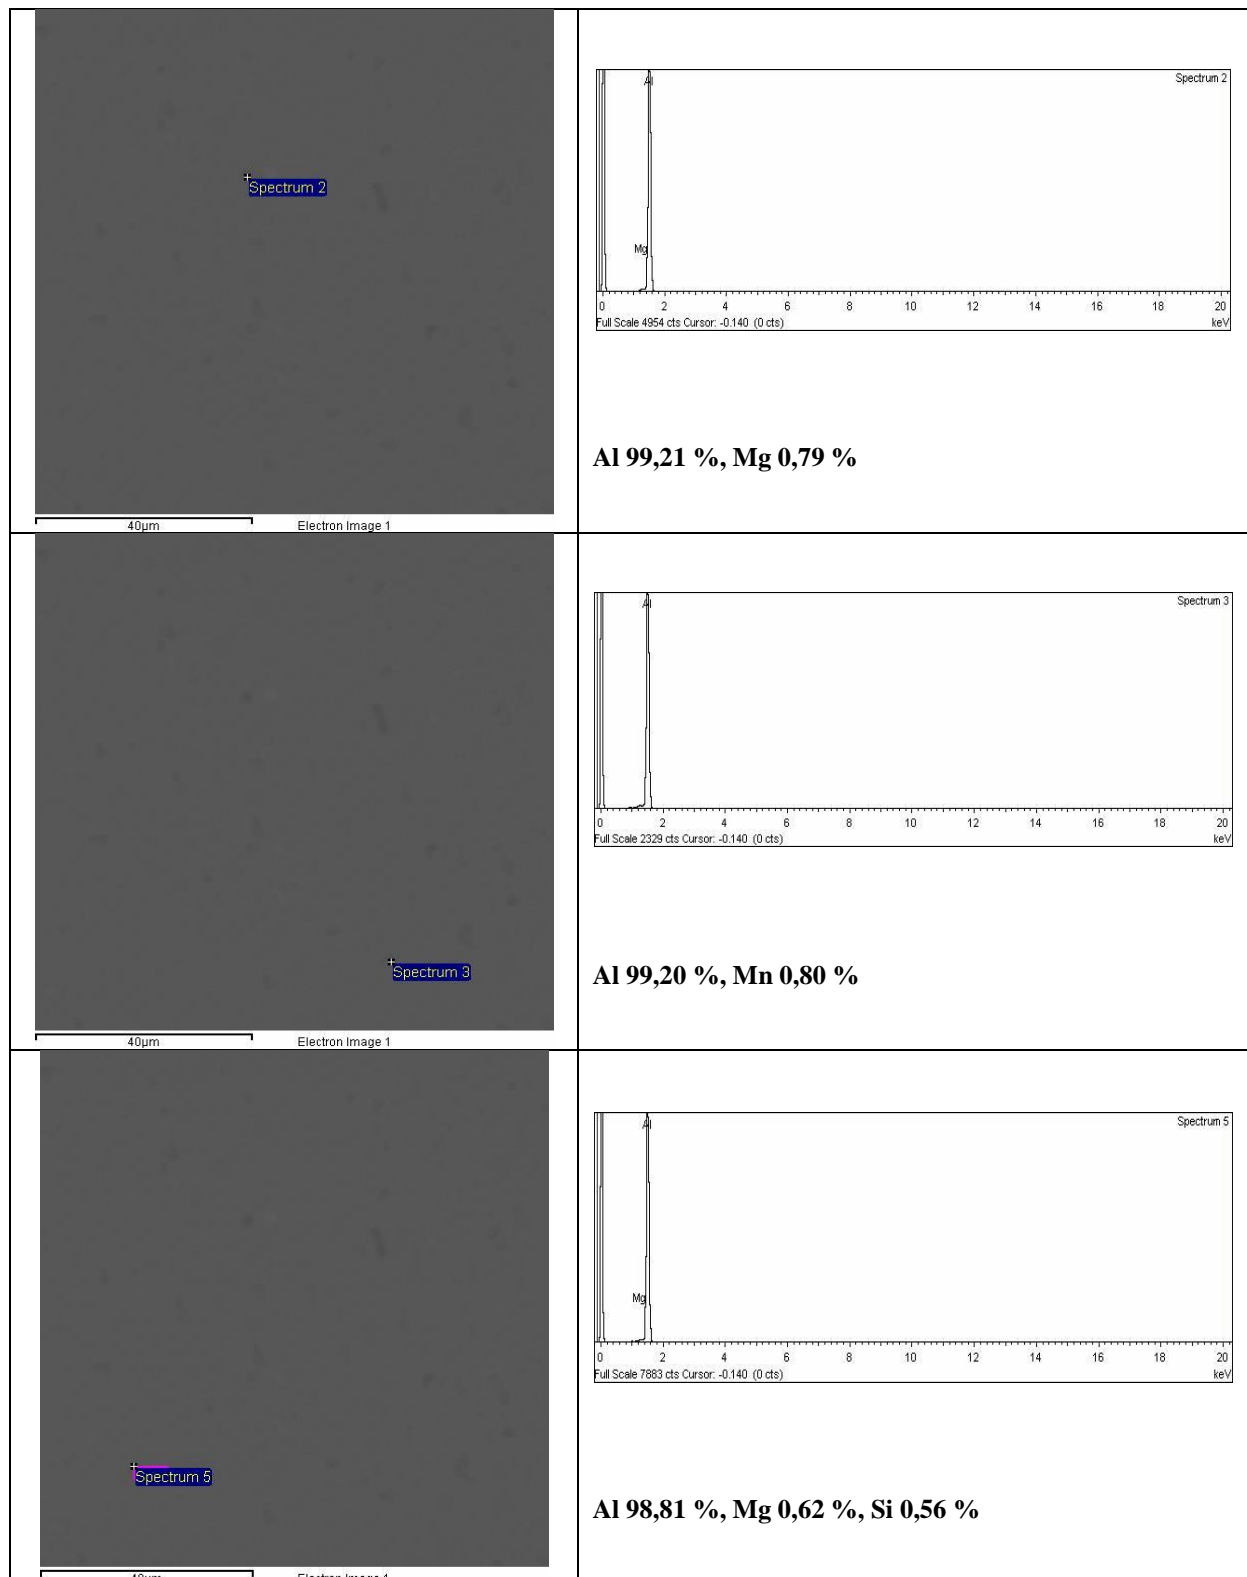 Spectrum 2
40µm Electron Image 1
Al
Spectrum 2
Mg
0 2 4 6 8 10 12 14 16 18 20
Full Scale 4954 cts Cursor: -0.140 (0 cts) keV
Al 99,21 %, Mg 0,79 %
Spectrum 3
40µm Electron Image 1
Al
Spectrum 3
0 2 4 6 8 10 12 14 16 18 20
Full Scale 2329 cts Cursor: -0.140 (0 cts) keV
Al 99,20 %, Mn 0,80 %
Spectrum 5
40µm Electron Image 1
Al
Spectrum 5
Mg
0 2 4 6 8 10 12 14 16 18 20
Full Scale 7883 cts Cursor: -0.140 (0 cts) keV
Al 98,81 %, Mg 0,62 %, Si 0,56 %